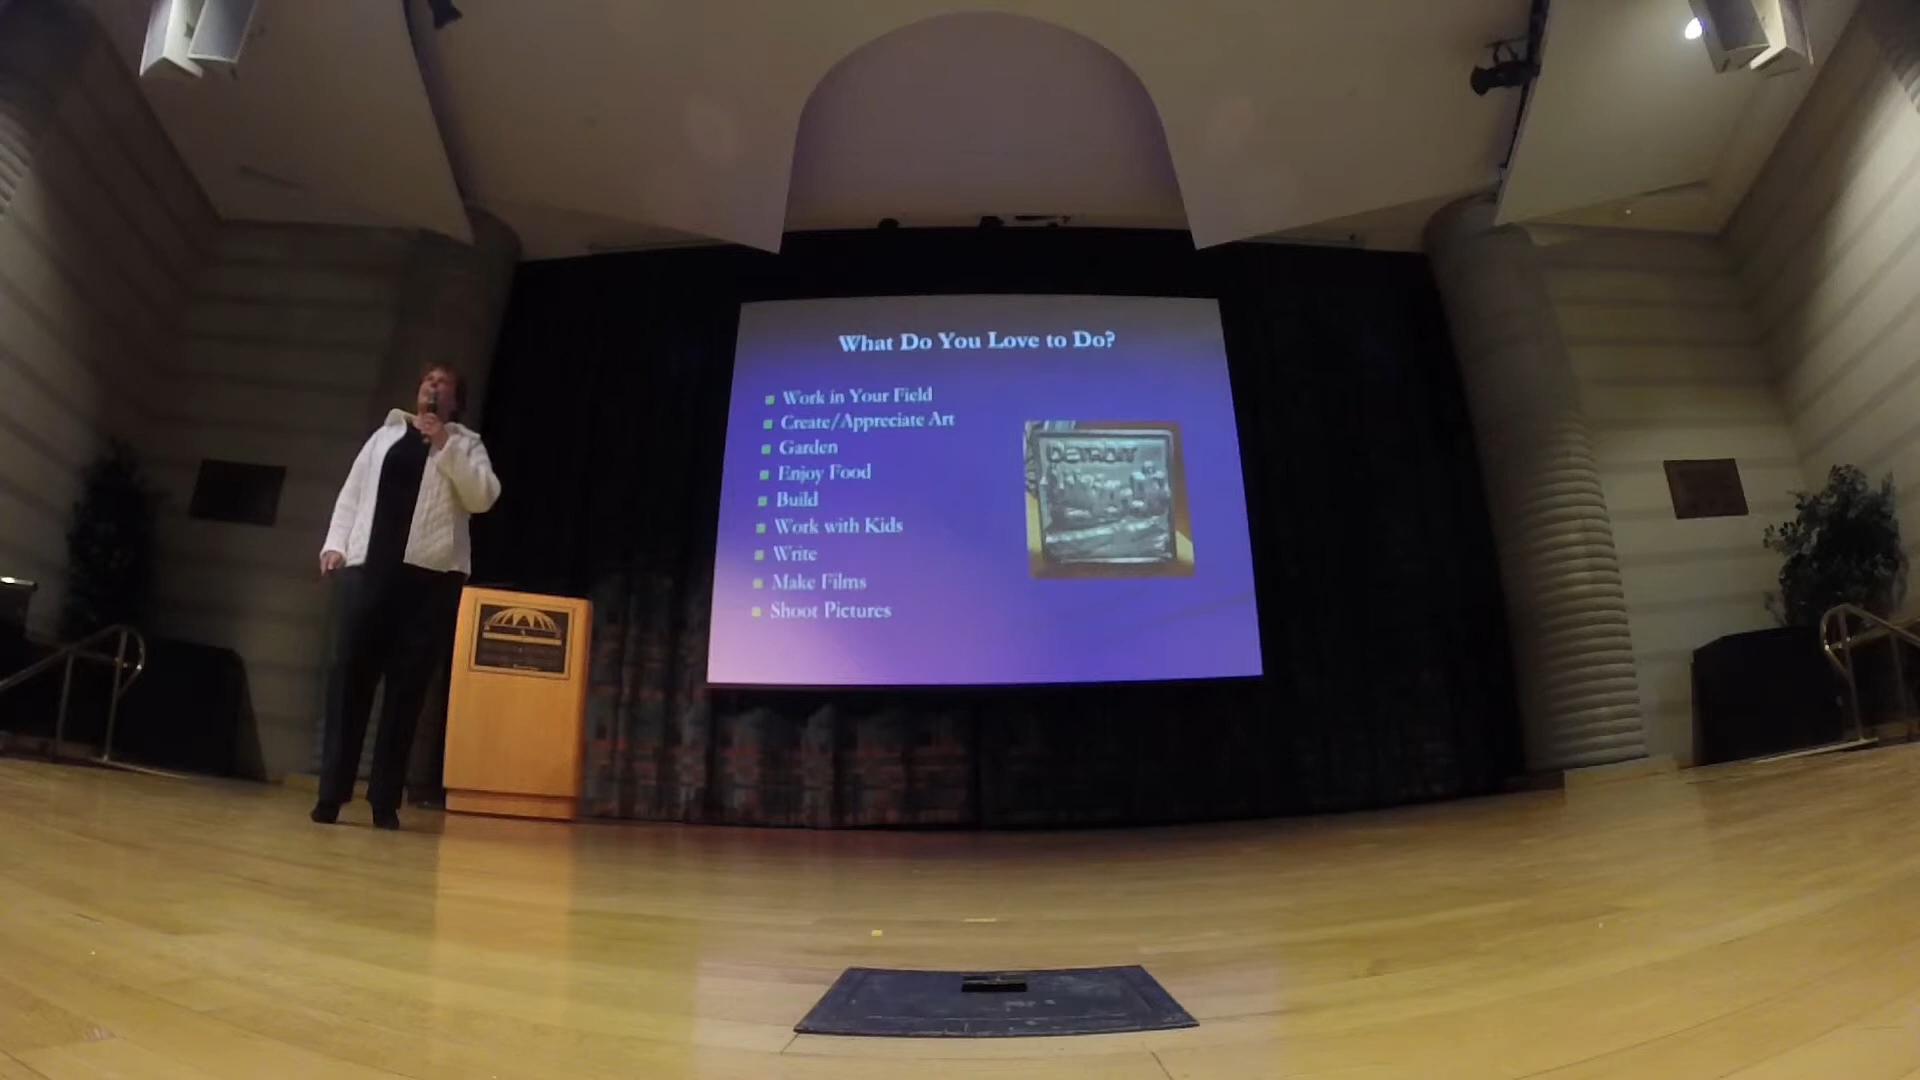 What Do You Love to Do?
Work in Your Field
Create/Appreciate Art
Garden
Enjoy Food
Build
Work with Kids
Write
Make Films
Shoot Pictures
DETROIT